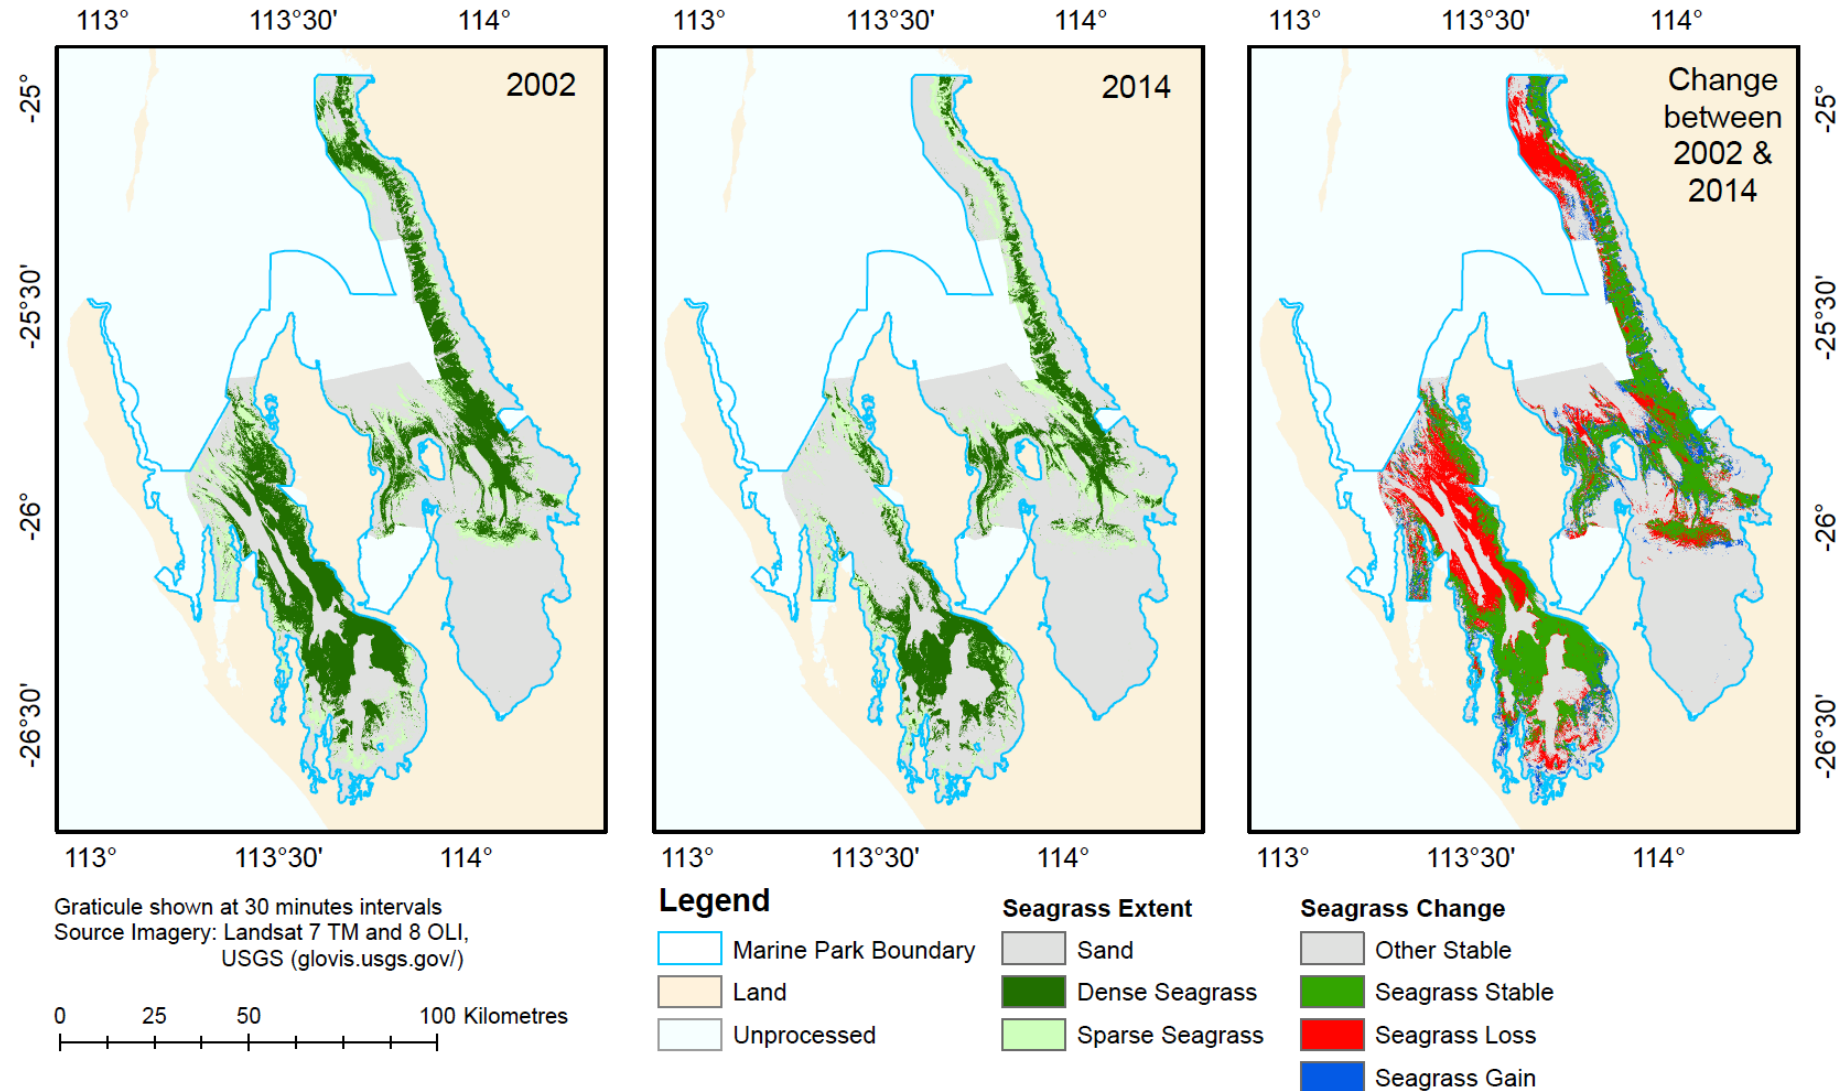 113° 113°30' 114° 113° 113°30' 114° 113° 113°30' 114°
2002
2014
Change
between
2002 &
2014
-25°
-25°30'
-26°
-26°30'
-25°
-25°30'
-26°
-26°30'
113° 113°30' 114° 113° 113°30' 114° 113° 113°30' 114°
Graticule shown at 30 minutes intervals
Source Imagery: Landsat 7 TM and 8 OLI,
USGS (glovis.usgs.gov/)
0 25 50 100 Kilometres
Legend
Marine Park Boundary
Land
Unprocessed
Seagrass Extent
Sand
Dense Seagrass
Sparse Seagrass
Seagrass Change
Other Stable
Seagrass Stable
Seagrass Loss
Seagrass Gain